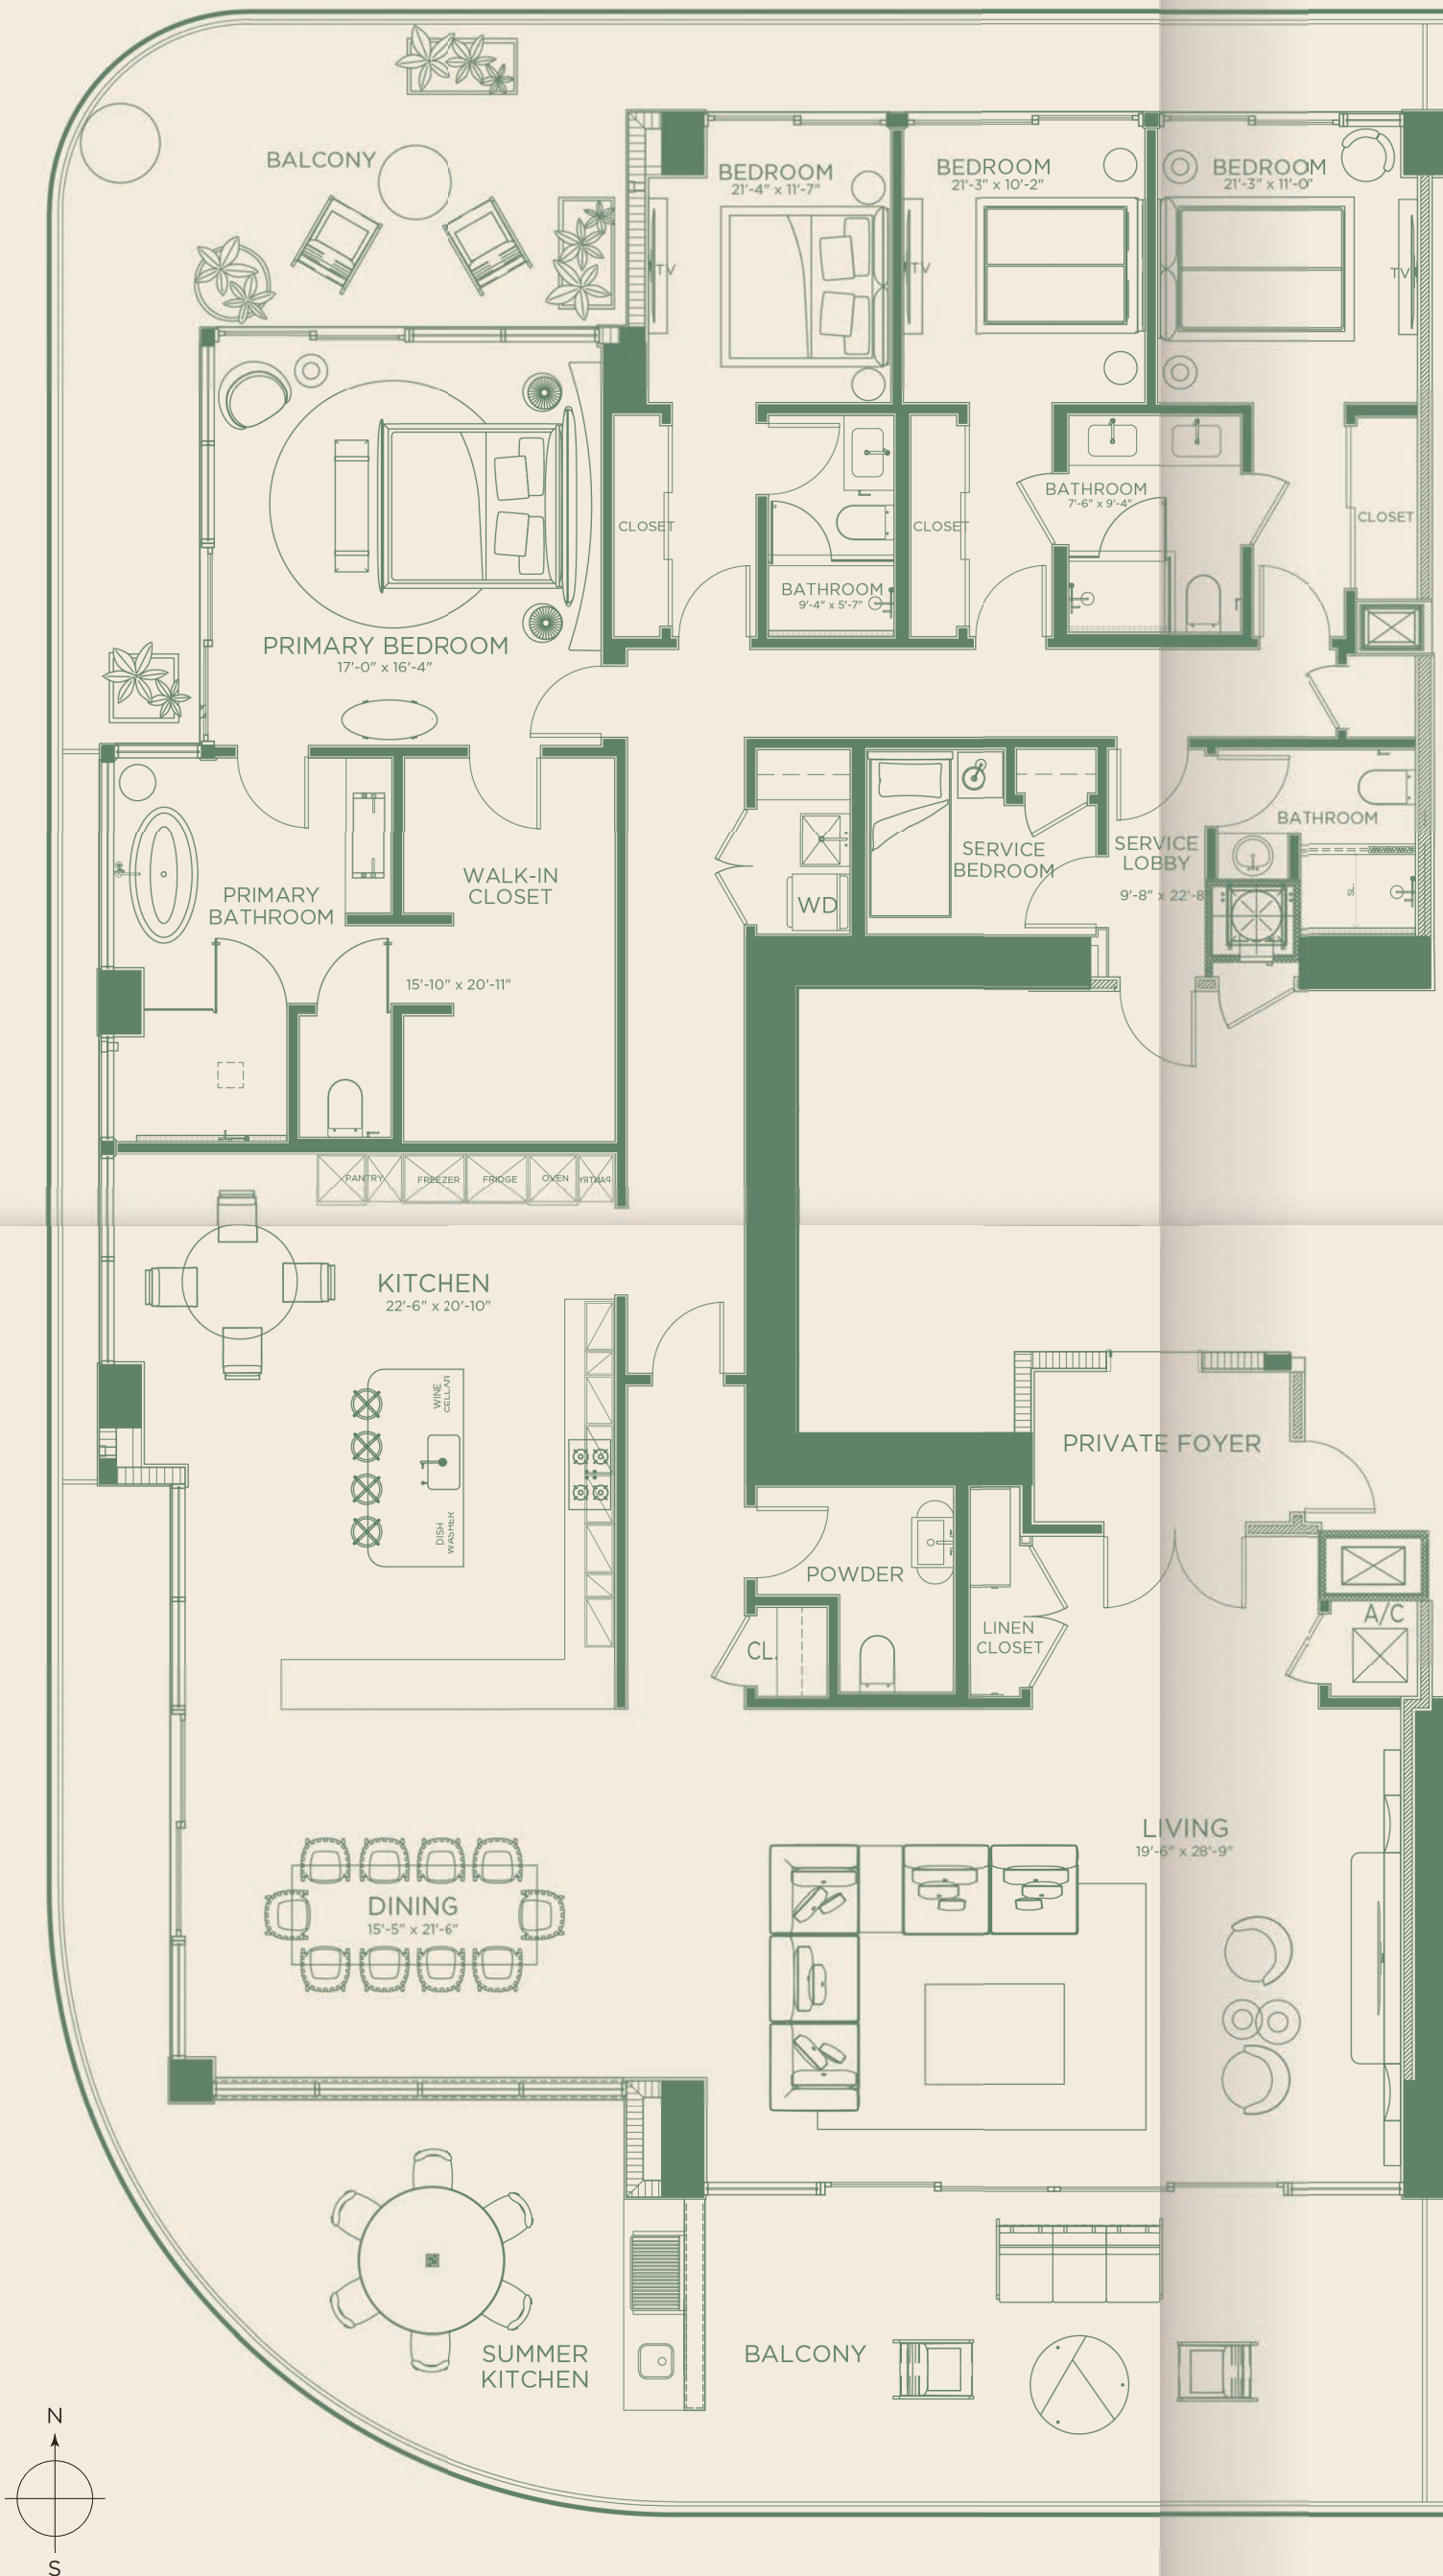 BALCONY
BEDROOM
21'-4" x 11'-7"
BEDROOM
21'-3" x 10'-2"
BEDROOM
21'-3" x 11'-0"
TV
TV
TV
CLOSET
BATHROOM
9'-4" x 5'-7"
CLOSET
BATHROOM
7'-6" x 9'-4"
CLOSET
PRIMARY BEDROOM
17'-0" x 16'-4"
PRIMARY
BATHROOM
WALK-IN
CLOSET
15'-10" x 20'-11"
WD
SERVICE
BEDROOM
SERVICE
LOBBY
9'-8" x 22'-8
BATHROOM
SL.
PANTRY
FREEZER
FRIDGE
OVEN
PANTRY
KITCHEN
22'-6" x 20'-10"
WINE
CELLAR
DISH
WASHER
PRIVATE FOYER
POWDER
CL.
LINEN
CLOSET
A/C
LIVING
19'-6" x 28'-9"
DINING
15'-5" x 21'-6"
SUMMER
KITCHEN
BALCONY
N
S